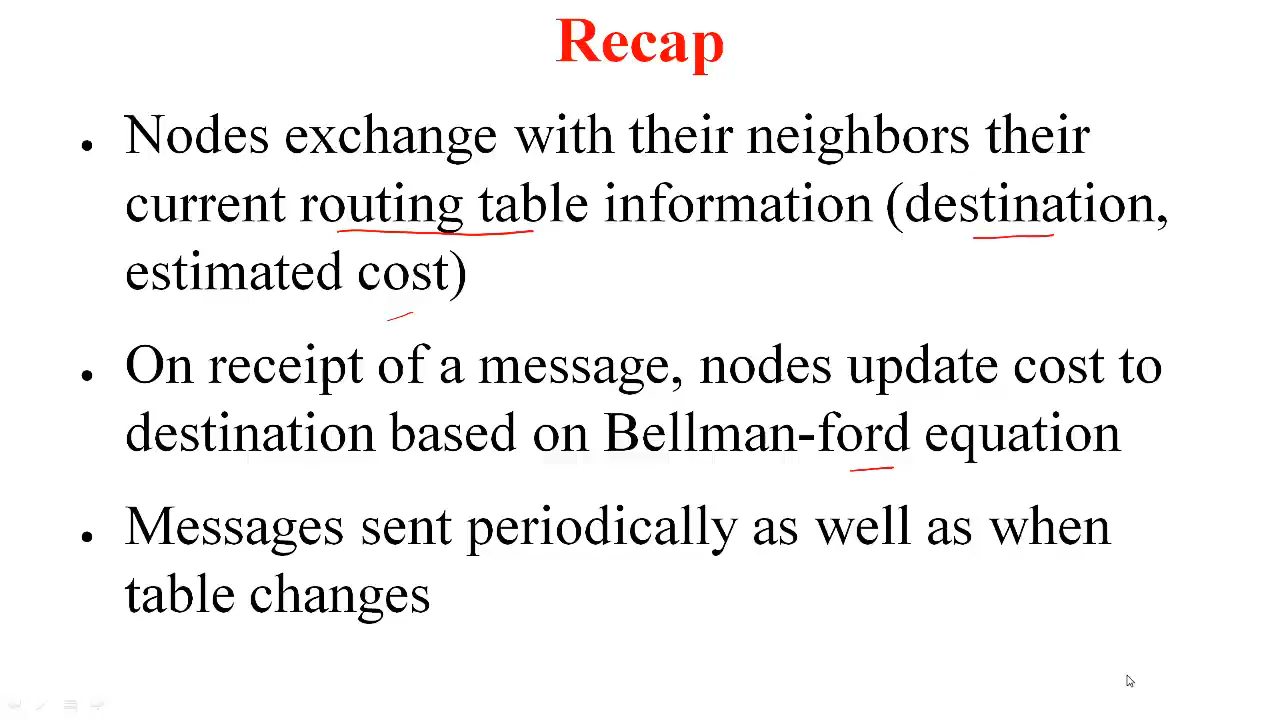 Recap
• Nodes exchange with their neighbors their
current routing table information (destination,
estimated cost)
• On receipt of a message, nodes update cost to
destination based on Bellman-ford equation
• Messages sent periodically as well as when
table changes